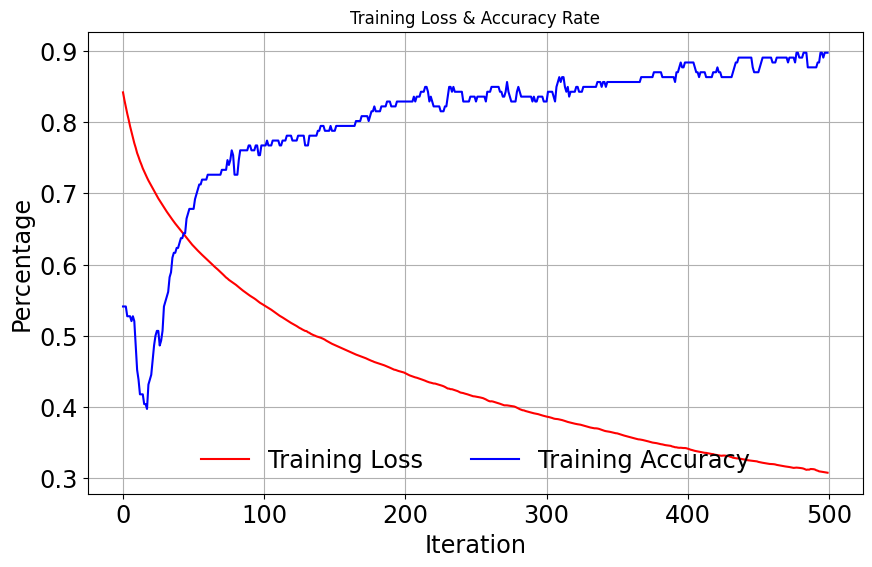 Training Loss & Accuracy Rate
0.9
0.8
0.7
0.6
0.5
0.4
0.3
Percentage
Training Loss
Training Accuracy
0 100 200 300 400 500
Iteration